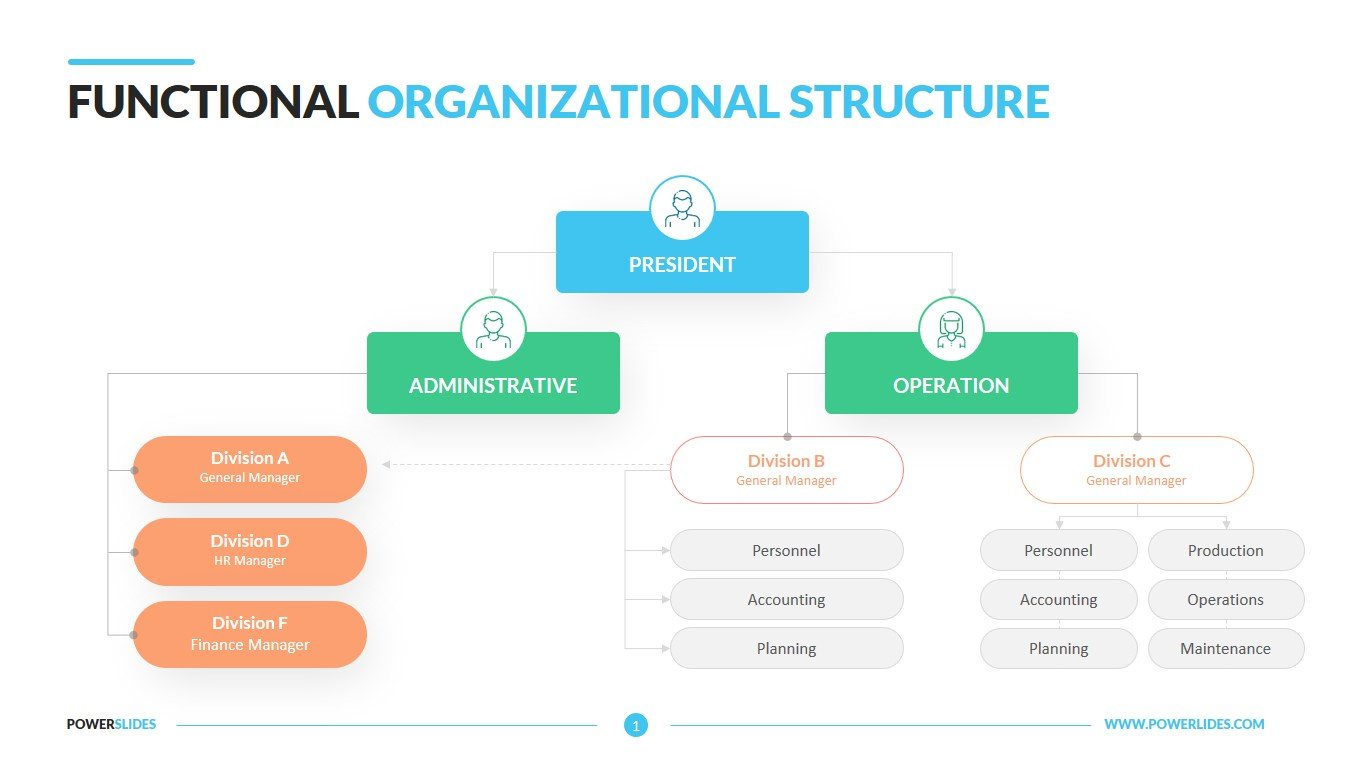 FUNCTIONAL ORGANIZATIONAL STRUCTURE
PRESIDENT
ADMINISTRATIVE
OPERATION
Division A
General Manager
Division D
HR Manager
Division F
Finance Manager
Division B
General Manager
Personnel
Accounting
Planning
Division C
General Manager
Personnel
Accounting
Planning
Production
Operations
Maintenance
POWERSLIDES
1
WWW.POWERLIDES.COM